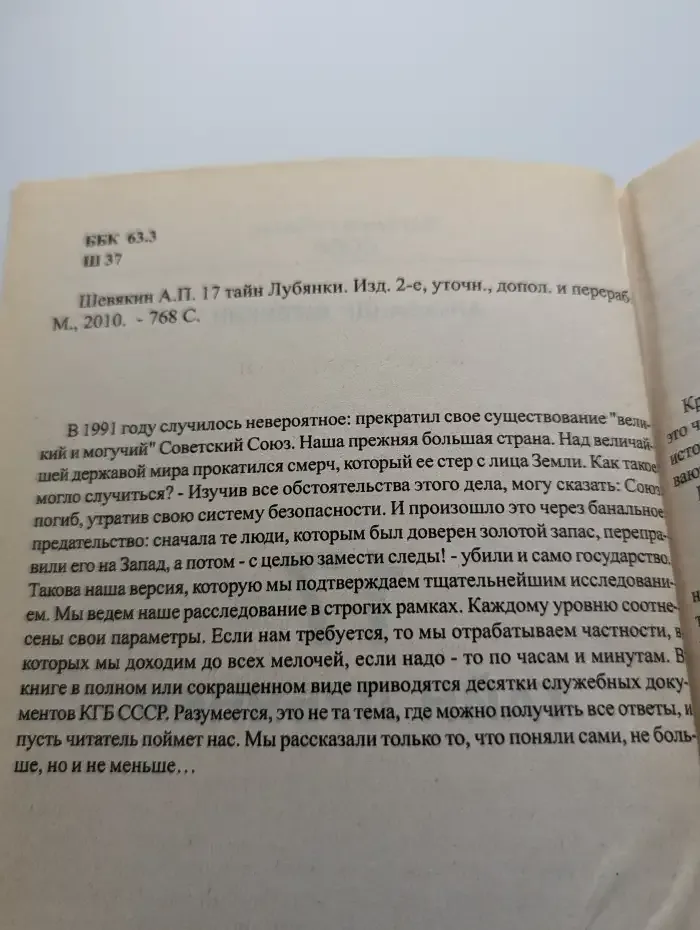 ББК 63.3
Ш 37
Шевякин А.П. 17 тайн Лубянки. Изд. 2-е, уточн., допол. и перераб.
М., 2010. - 768 С.
В 1991 году случилось невероятное: прекратил свое существование "вели-
кий и могучий" Советский Союз. Наша прежняя большая страна. Над величай-
шей державой мира прокатился смерч, который ее стер с лица Земли. Как такое
могло случиться? - Изучив все обстоятельства этого дела, могу сказать: Союз
погиб, утратив свою систему безопасности. И произошло это через банальное
предательство: сначала те люди, которым был доверен золотой запас, перепра-
вили его на Запад, а потом - с целью замести следы! - убили и само государство.
Такова наша версия, которую мы подтверждаем тщательнейшим исследовани-
ем. Мы ведем наше расследование в строгих рамках. Каждому уровню соотне-
сены свои параметры. Если нам требуется, то мы отрабатываем частности, в
которых мы доходим до всех мелочей, если надо - то по часам и минутам. В
книге в полном или сокращенном виде приводятся десятки служебных доку-
ментов КГБ СССР. Разумеется, это не та тема, где можно получить все ответы, и
пусть читатель поймет нас. Мы рассказали только то, что поняли сами, не боль-
ше, но и не меньше…
Кр
это ч
исто
вают